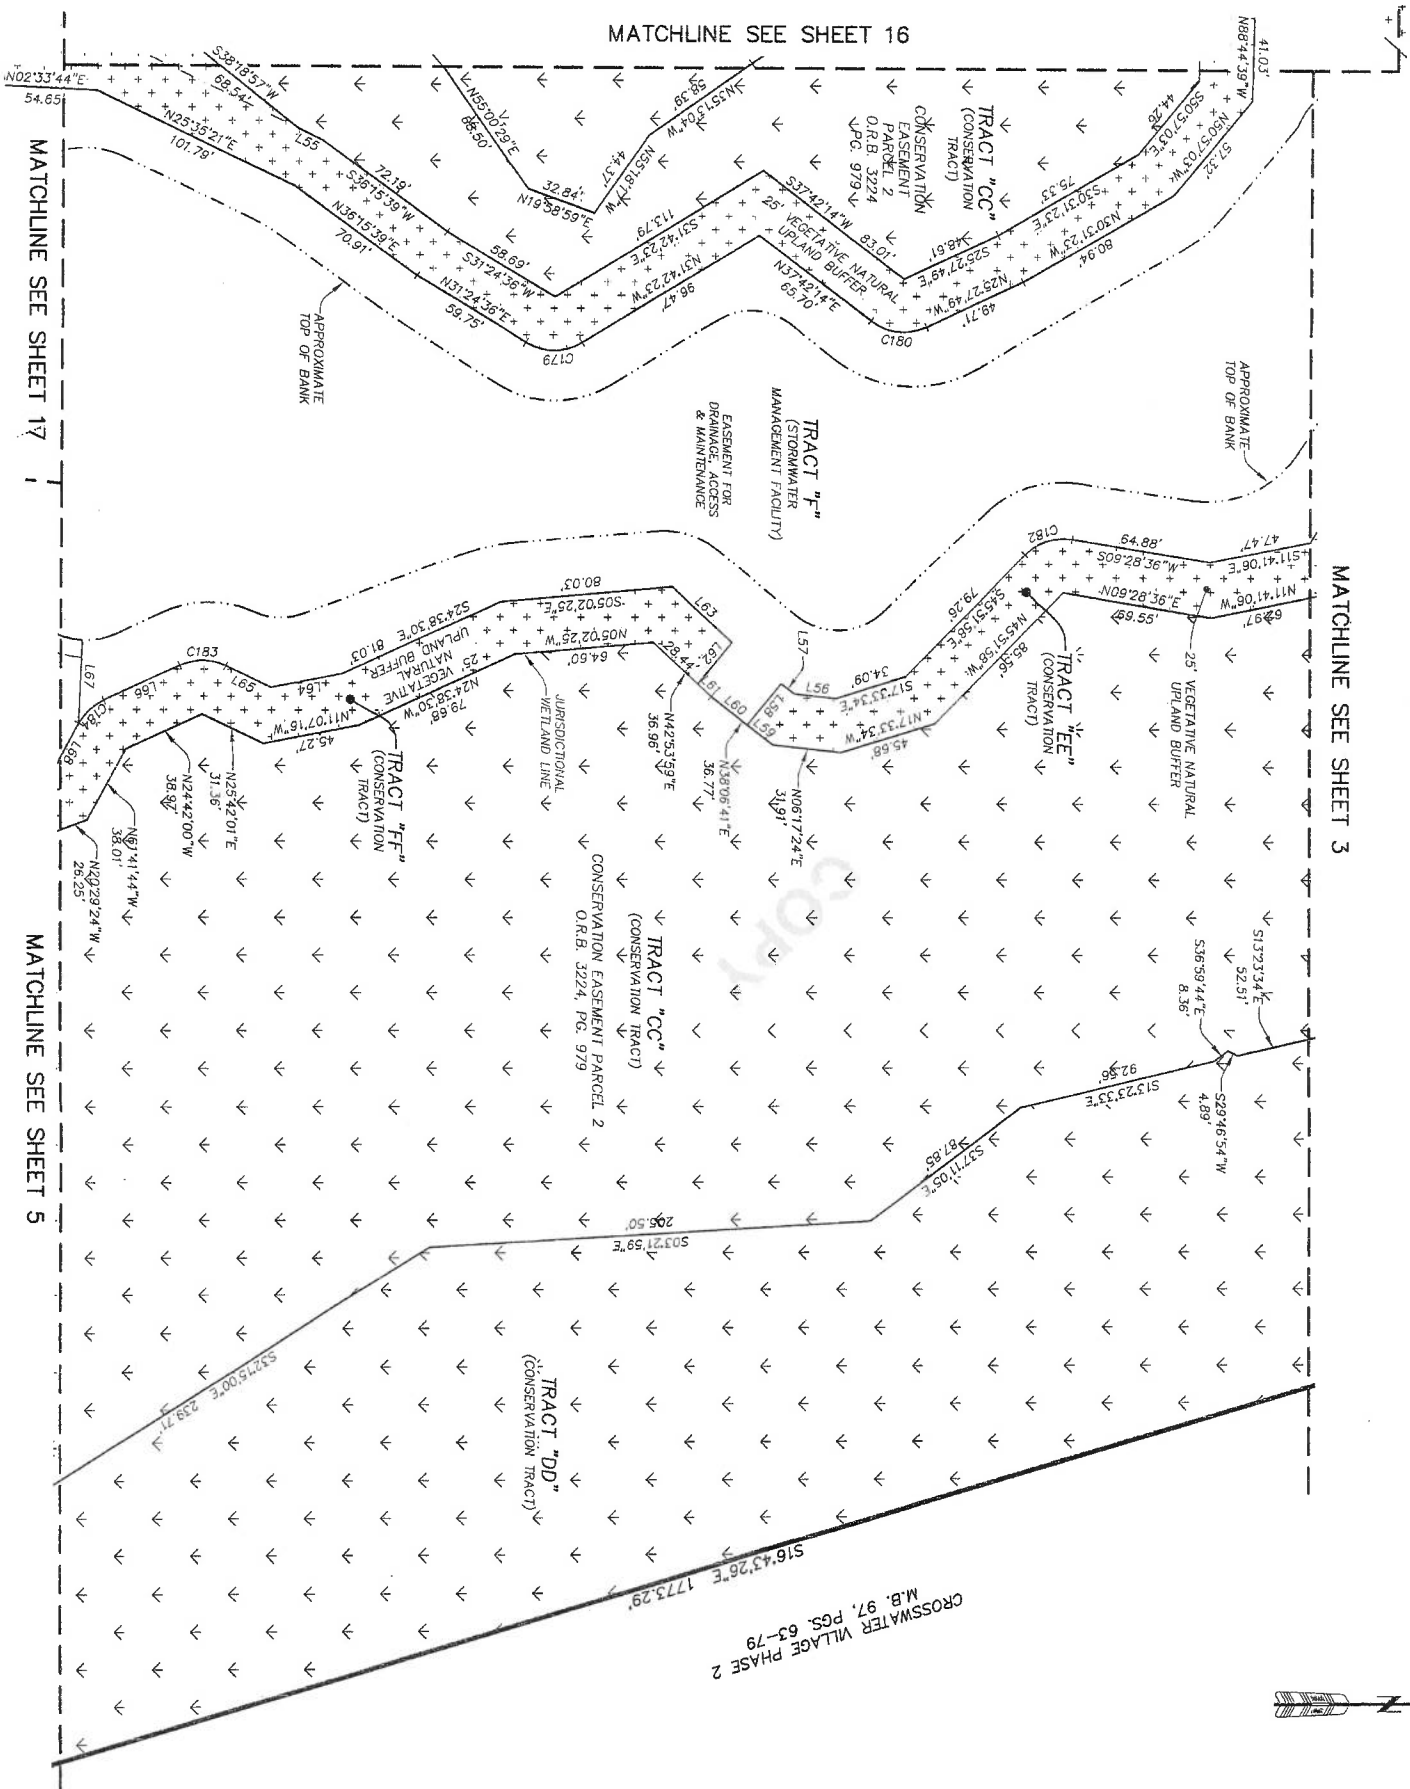 MATCHLINE SEE SHEET 16
MATCHLINE SEE SHEET 17
MATCHLINE SEE SHEET 3
MATCHLINE SEE SHEET 5
N02°33'44"E
54.65'
S38°18'57"W
68.54'
L55
N25°35'21"E
101.79'
72.19'
S36°15'39"W
N36°15'39"E
70.91'
58.69'
S31°24'36"W
N31°24'36"E
59.75'
C179
N55°00'29"E
32.84'
N19°58'59"E
44.37'
N55°18'17"W
58.39'
N35°13'04"W
113.79'
S31°42'23"E
N31°42'23"W
96.47'
S37°42'14"W
83.01'
25' VEGETATIVE NATURAL
UPLAND BUFFER
N37°42'14"E
65.70'
C180
48.61'
S25°27'49"E
N25°27'49"W
49.71'
75.33'
S30°31'23"E
N30°31'23"W
80.94'
44.26'
S50°57'03"E
N50°57'03"W
57.32'
41.03'
N88°44'39"W
TRACT "CC"
(CONSERVATION
TRACT)
CONSERVATION
EASEMENT
PARCEL 2
O.R.B. 3224
PG. 979
APPROXIMATE
TOP OF BANK
APPROXIMATE
TOP OF BANK
TRACT "F"
(STORMWATER
MANAGEMENT FACILITY)
EASEMENT FOR
DRAINAGE, ACCESS
& MAINTENANCE
47.47'
S11°41'06"E
N11°41'06"W
62.97'
64.88'
S09°28'36"W
N09°28'36"E
69.55'
C182
25' VEGETATIVE NATURAL
UPLAND BUFFER
79.26'
S45°51'58"E
N45°51'58"W
85.56'
TRACT "EE"
(CONSERVATION
TRACT)
34.09'
S17°33'34"E
N17°33'34"W
45.68'
L56
L57
L58
L59
L60
L61
L62
L63
N06°17'24"E
31.91'
N38°06'41"E
36.77'
N42°53'59"E
36.96'
28.44'
80.03'
S05°02'25"E
N05°02'25"W
64.60'
JURISDICTIONAL
WETLAND LINE
S24°38'30"E
81.03'
25' VEGETATIVE
NATURAL
UPLAND BUFFER
N24°38'30"W
79.68'
TRACT "FF"
(CONSERVATION
TRACT)
L64
N11°07'16"W
45.27'
L65
C183
L66
C184
L67
L68
N25°42'01"E
31.36'
N24°42'00"W
38.97'
N61°41'44"W
38.01'
N20°29'24"W
26.25'
TRACT "CC"
(CONSERVATION TRACT)
CONSERVATION EASEMENT PARCEL 2
O.R.B. 3224, PG. 979
COPY
S13°23'34"E
52.51'
S36°59'44"E
8.36'
S29°46'54"W
4.89'
92.56'
S13°23'33"E
87.85'
S37°11'05"E
205.50'
S03°21'59"E
S32°15'00"E
239.71'
TRACT "DD"
(CONSERVATION TRACT)
S16°43'26"E 1773.29'
CROSSWATER VILLAGE PHASE 2
M.B. 97, PGS. 63-79
N